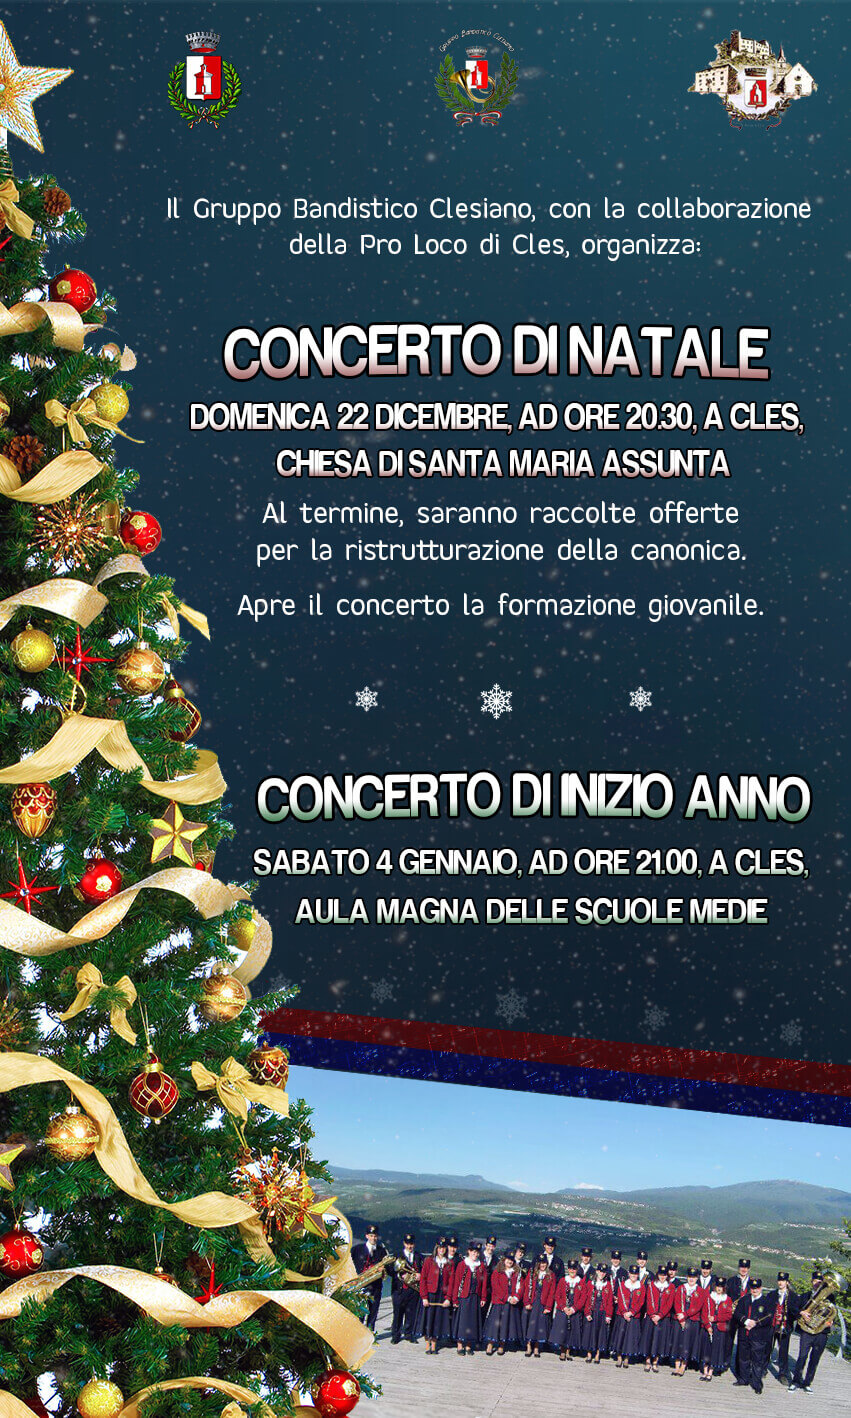 Gruppo Bandistico Clesiano
Il Gruppo Bandistico Clesiano, con la collaborazione
della Pro Loco di Cles, organizza:
CONCERTO DI NATALE
DOMENICA 22 DICEMBRE, AD ORE 20.30, A CLES,
CHIESA DI SANTA MARIA ASSUNTA
Al termine, saranno raccolte offerte
per la ristrutturazione della canonica.
Apre il concerto la formazione giovanile.
CONCERTO DI INIZIO ANNO
SABATO 4 GENNAIO, AD ORE 21.00, A CLES,
AULA MAGNA DELLE SCUOLE MEDIE